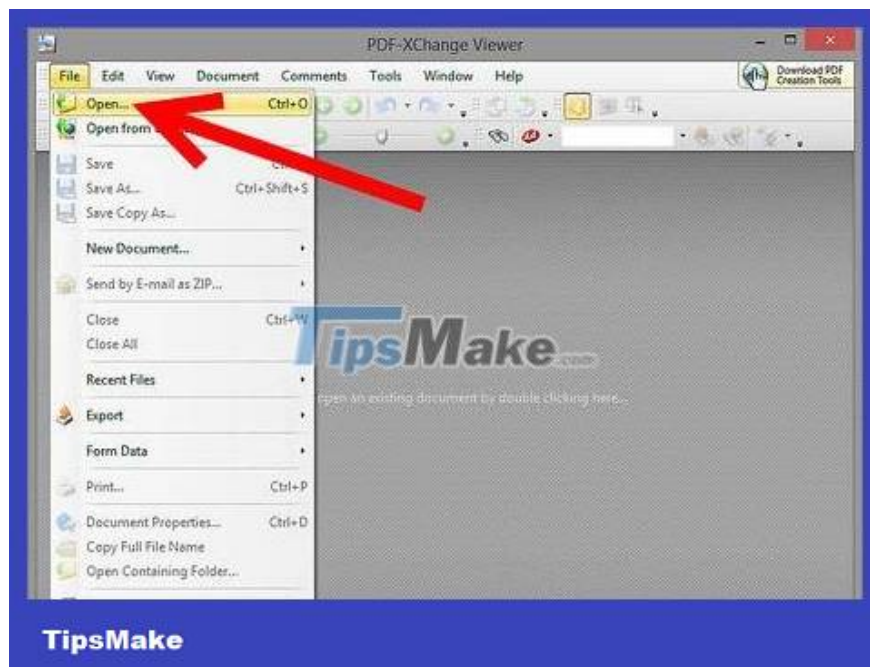 PDF-XChange Viewer
File Edit View Document Comments Tools Window Help
Download PDF
Creation Tools
Open... Ctrl+O
Open from
Save
Save As... Ctrl+Shift+S
Save Copy As...
New Document...
Send by E-mail as ZIP...
Close Ctrl+W
Close All
TipsMake.com
Recent Files
open an existing document by double clicking here...
Export
Form Data
Print... Ctrl+P
Document Properties... Ctrl+D
Copy Full File Name
Open Containing Folder...
TipsMake